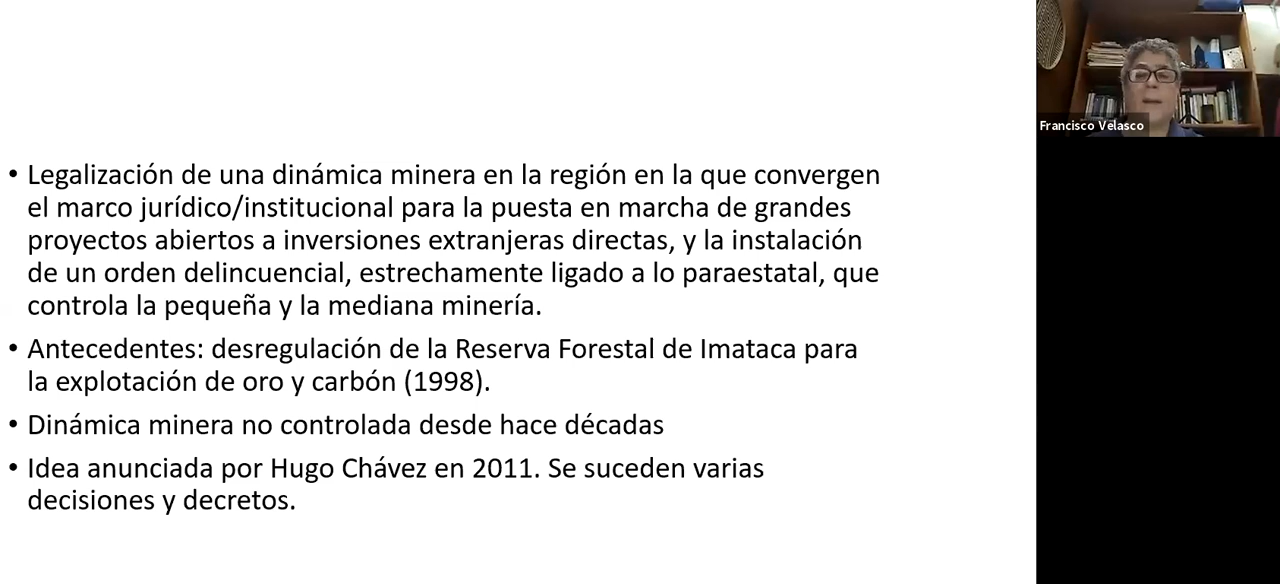 • Legalización de una dinámica minera en la región en la que convergen
el marco jurídico/institucional para la puesta en marcha de grandes
proyectos abiertos a inversiones extranjeras directas, y la instalación
de un orden delincuencial, estrechamente ligado a lo paraestatal, que
controla la pequeña y la mediana minería.
• Antecedentes: desregulación de la Reserva Forestal de Imataca para
la explotación de oro y carbón (1998).
• Dinámica minera no controlada desde hace décadas
• Idea anunciada por Hugo Chávez en 2011. Se suceden varias
decisiones y decretos.
Francisco Velasco